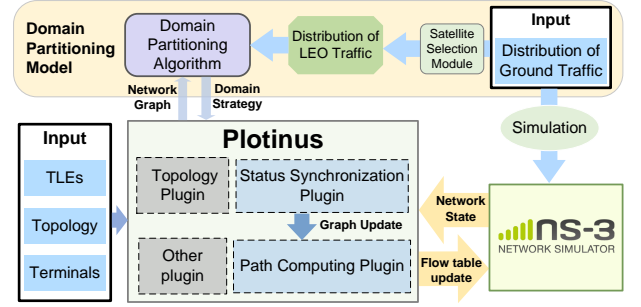 Domain
Partitioning
Model
Domain
Partitioning
Algorithm
Distribution of
LEO Traffic
Satellite
Selection
Module
Input
Distribution of
Ground Traffic
Network
Graph
Domain
Strategy
Simulation
Input
TLEs
Topology
Terminals
Plotinus
Topology
Plugin
Status Synchronization
Plugin
Graph Update
Other
plugin
Path Computing Plugin
Network
State
Flow table
update
ns-3
NETWORK SIMULATOR